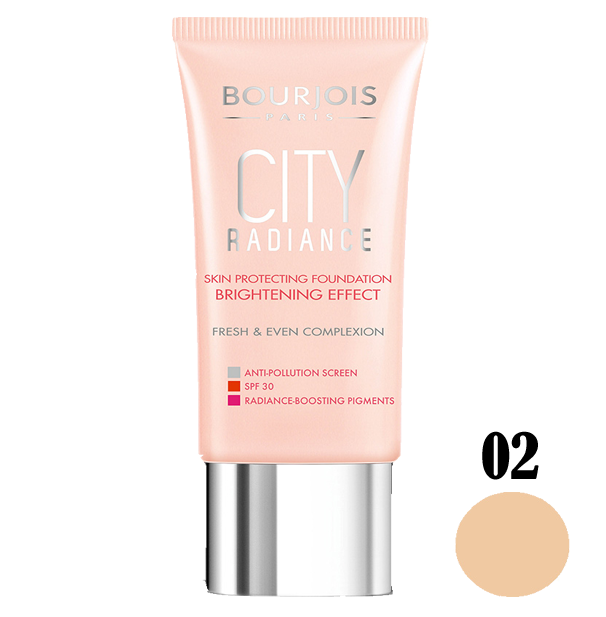 BOURJOIS
PARIS
CITY
RADIANCE
SKIN PROTECTING FOUNDATION
BRIGHTENING EFFECT
FRESH & EVEN COMPLEXION
ANTI-POLLUTION SCREEN
SPF 30
RADIANCE-BOOSTING PIGMENTS
02